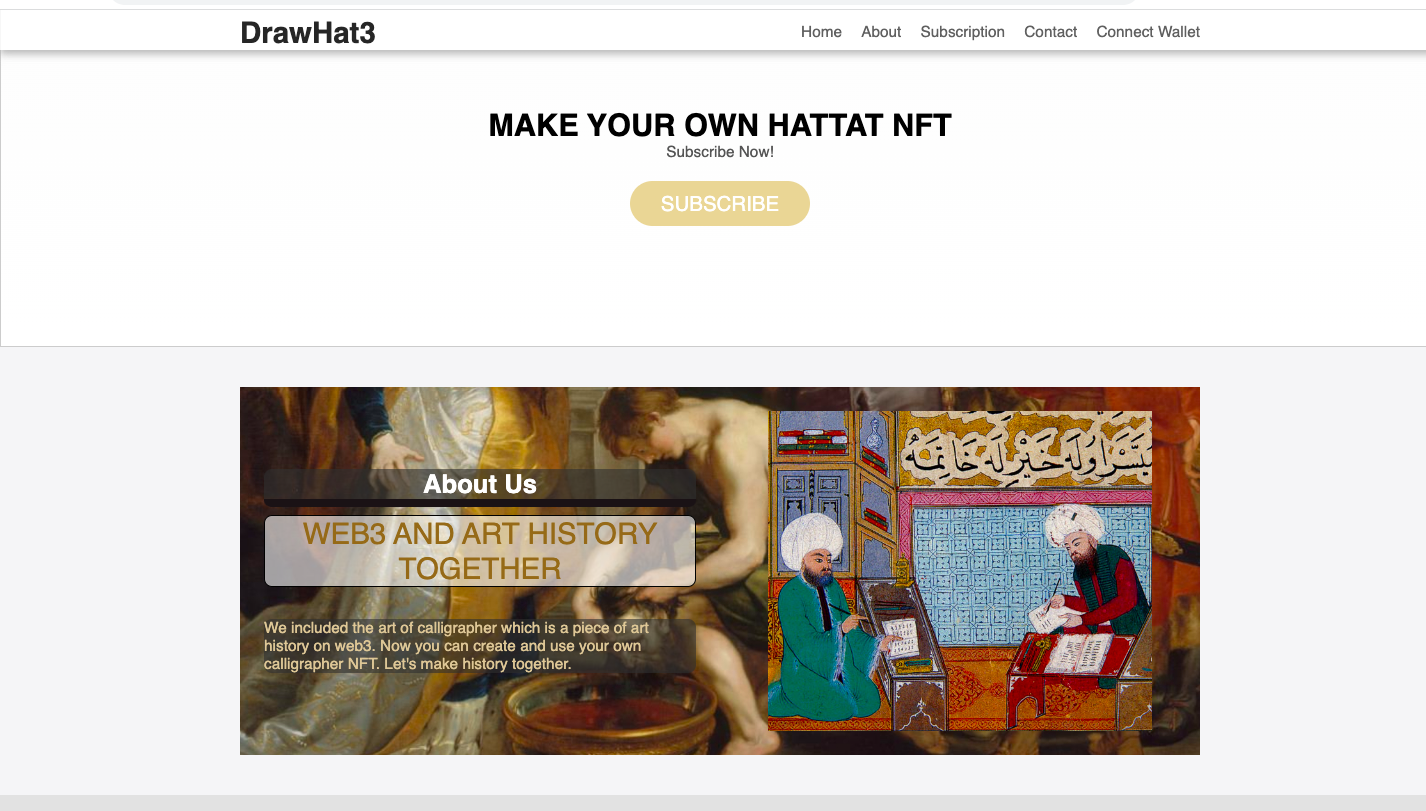 DrawHat3
Home About Subscription Contact Connect Wallet
MAKE YOUR OWN HATTAT NFT
Subscribe Now!
SUBSCRIBE
About Us
WEB3 AND ART HISTORY
TOGETHER
We included the art of calligrapher which is a piece of art
history on web3. Now you can create and use your own
calligrapher NFT. Let's make history together.